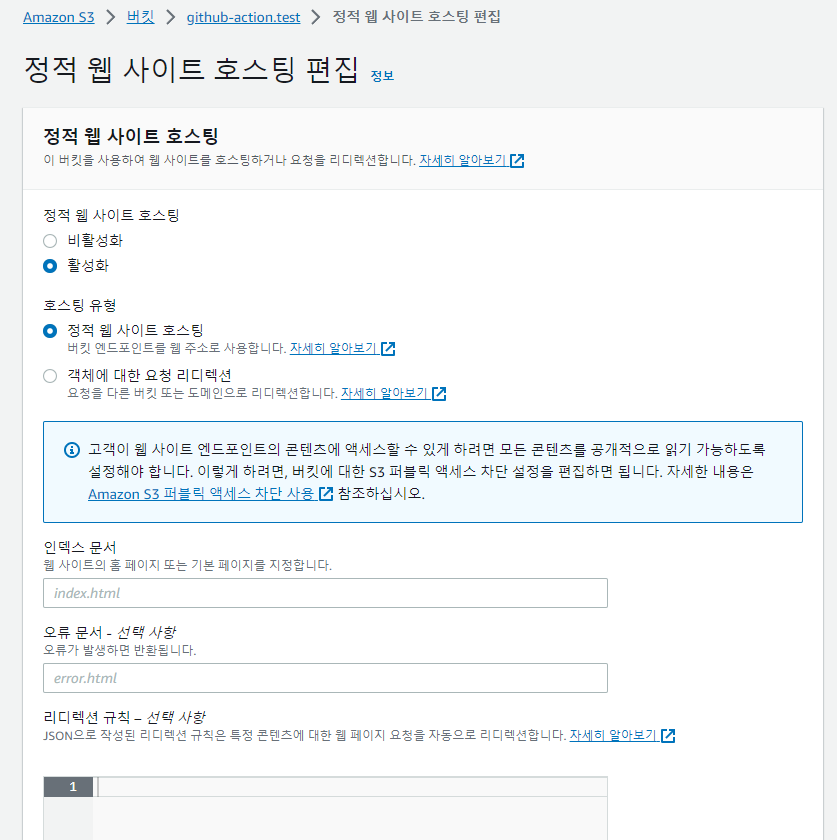 Amazon S3 > 버킷 > github-action.test > 정적 웹 사이트 호스팅 편집
정적 웹 사이트 호스팅 편집 정보
정적 웹 사이트 호스팅
이 버킷을 사용하여 웹 사이트를 호스팅하거나 요청을 리디렉션합니다. 자세히 알아보기
정적 웹 사이트 호스팅
비활성화
활성화
호스팅 유형
정적 웹 사이트 호스팅
버킷 엔드포인트를 웹 주소로 사용합니다. 자세히 알아보기
객체에 대한 요청 리디렉션
요청을 다른 버킷 또는 도메인으로 리디렉션합니다. 자세히 알아보기
고객이 웹 사이트 엔드포인트의 콘텐츠에 액세스할 수 있게 하려면 모든 콘텐츠를 공개적으로 읽기 가능하도록
설정해야 합니다. 이렇게 하려면, 버킷에 대한 S3 퍼블릭 액세스 차단 설정을 편집하면 됩니다. 자세한 내용은
Amazon S3 퍼블릭 액세스 차단 사용 참조하십시오.
인덱스 문서
웹 사이트의 홈 페이지 또는 기본 페이지를 지정합니다.
index.html
오류 문서 - 선택 사항
오류가 발생하면 반환됩니다.
error.html
리디렉션 규칙 – 선택 사항
JSON으로 작성된 리디렉션 규칙은 특정 콘텐츠에 대한 웹 페이지 요청을 자동으로 리디렉션합니다. 자세히 알아보기
1